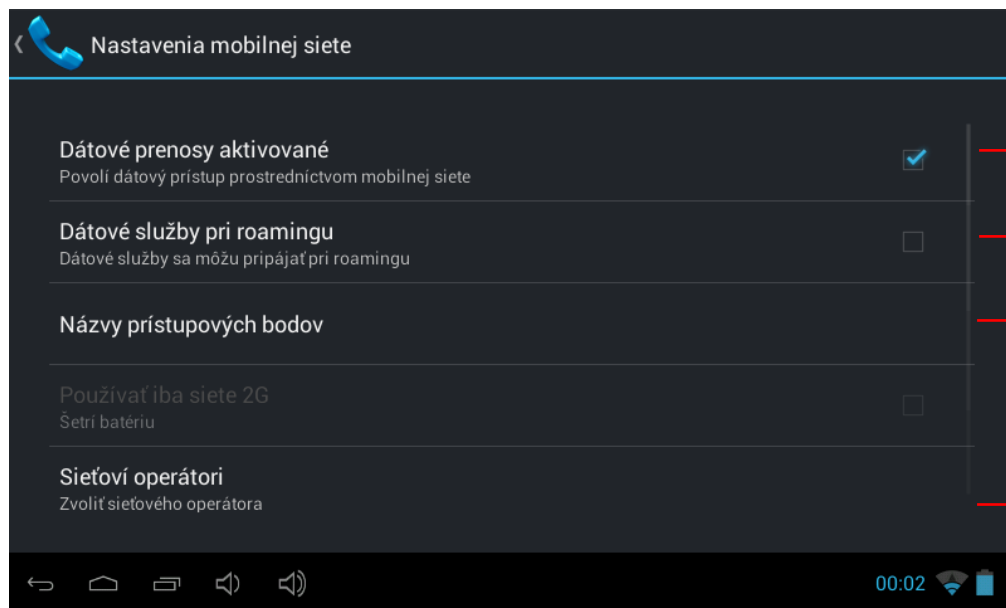 Nastavenia mobilnej siete
Dátové prenosy aktivované
Povolí dátový prístup prostredníctvom mobilnej siete
Dátové služby pri roamingu
Dátové služby sa môžu pripájať pri roamingu
Názvy prístupových bodov
Používať iba siete 2G
Šetrí batériu
Sieťoví operátori
Zvoliť sieťového operátora
00:02